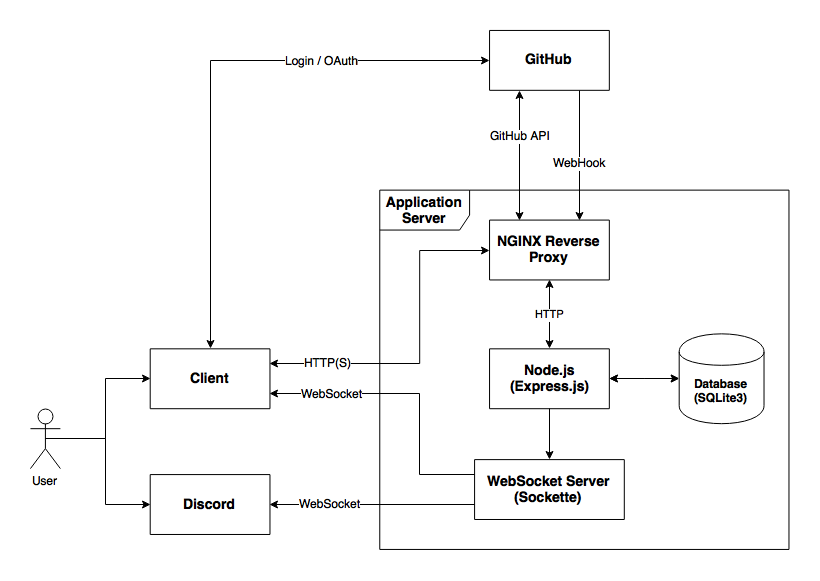 GitHub
Login / OAuth
GitHub API
WebHook
Application
Server
NGINX Reverse
Proxy
HTTP
HTTP(S)
Client
Node.js
(Express.js)
Database
(SQLite3)
WebSocket
User
WebSocket Server
(Sockette)
Discord
WebSocket